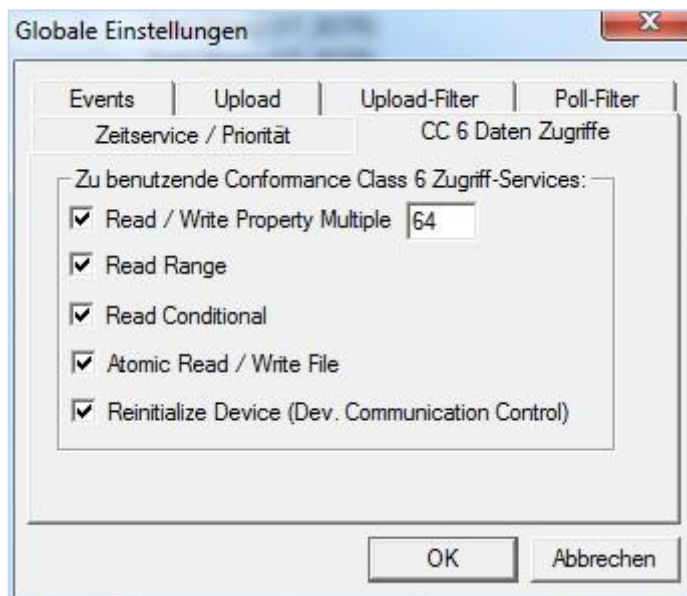 Globale Einstellungen
Events Upload Upload-Filter Poll-Filter
Zeitservice / Priorität CC 6 Daten Zugriffe
Zu benutzende Conformance Class 6 Zugriff-Services:
Read / Write Property Multiple 64
Read Range
Read Conditional
Atomic Read / Write File
Reinitialize Device (Dev. Communication Control)
OK Abbrechen